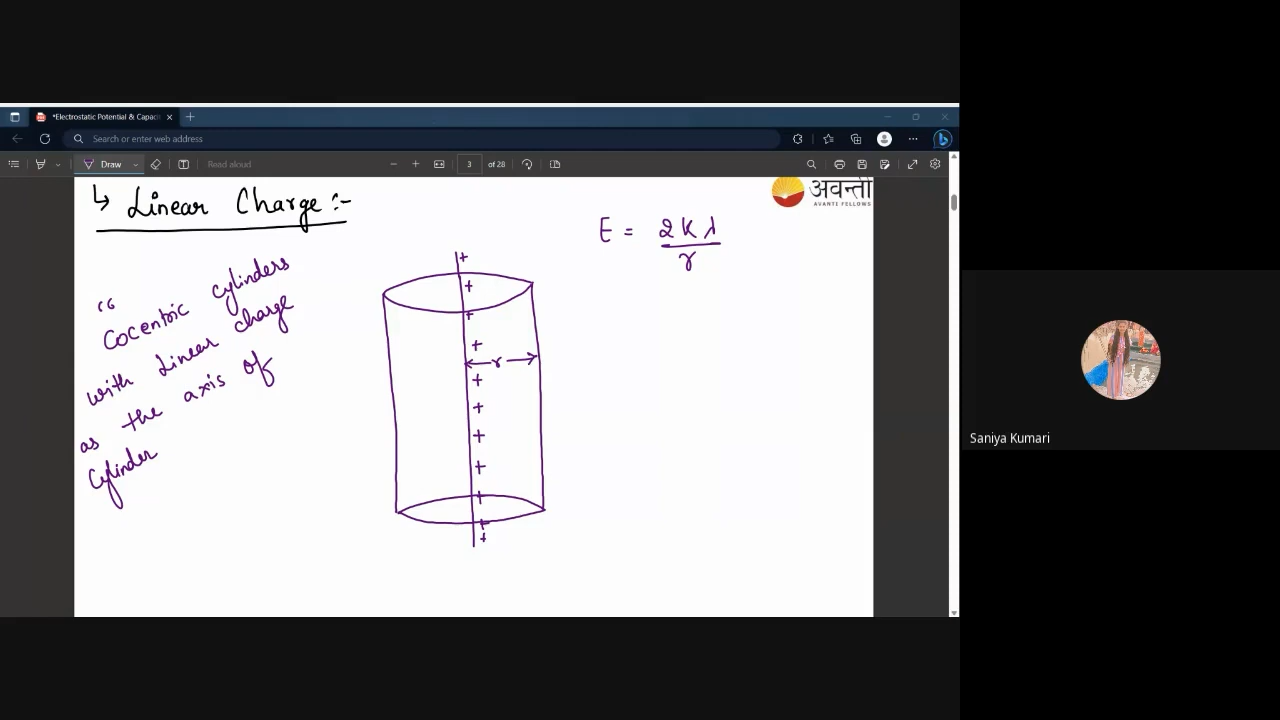 *Electrostatic Potential & Capaci
Search or enter web address
Draw
Read aloud
3 of 28
↳ Linear Charge :-
अवन्ती
AVANTI FELLOWS
E = 2Kλ
r
“
Cocentric cylinders
with Linear charge
as the axis of
Cylinder
+
+
+
+
r
+
+
+
+
+
+
+
Saniya Kumari